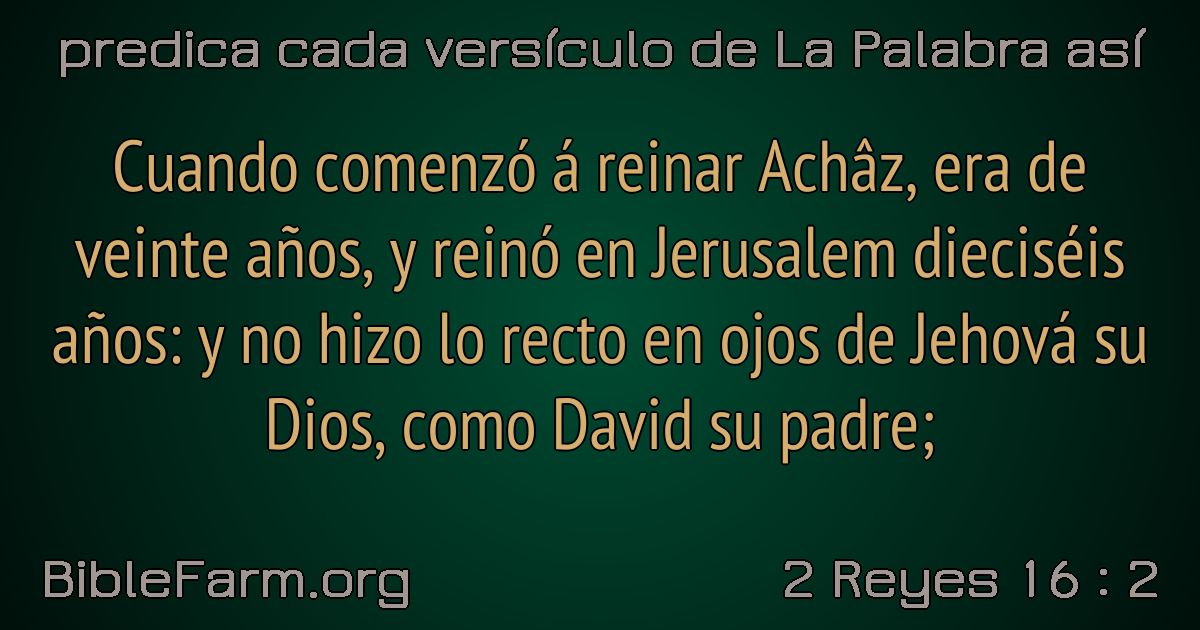 predica cada versículo de La Palabra así
Cuando comenzó á reinar Achâz, era de
veinte años, y reinó en Jerusalem dieciséis
años: y no hizo lo recto en ojos de Jehová su
Dios, como David su padre;
BibleFarm.org
2 Reyes 16 : 2